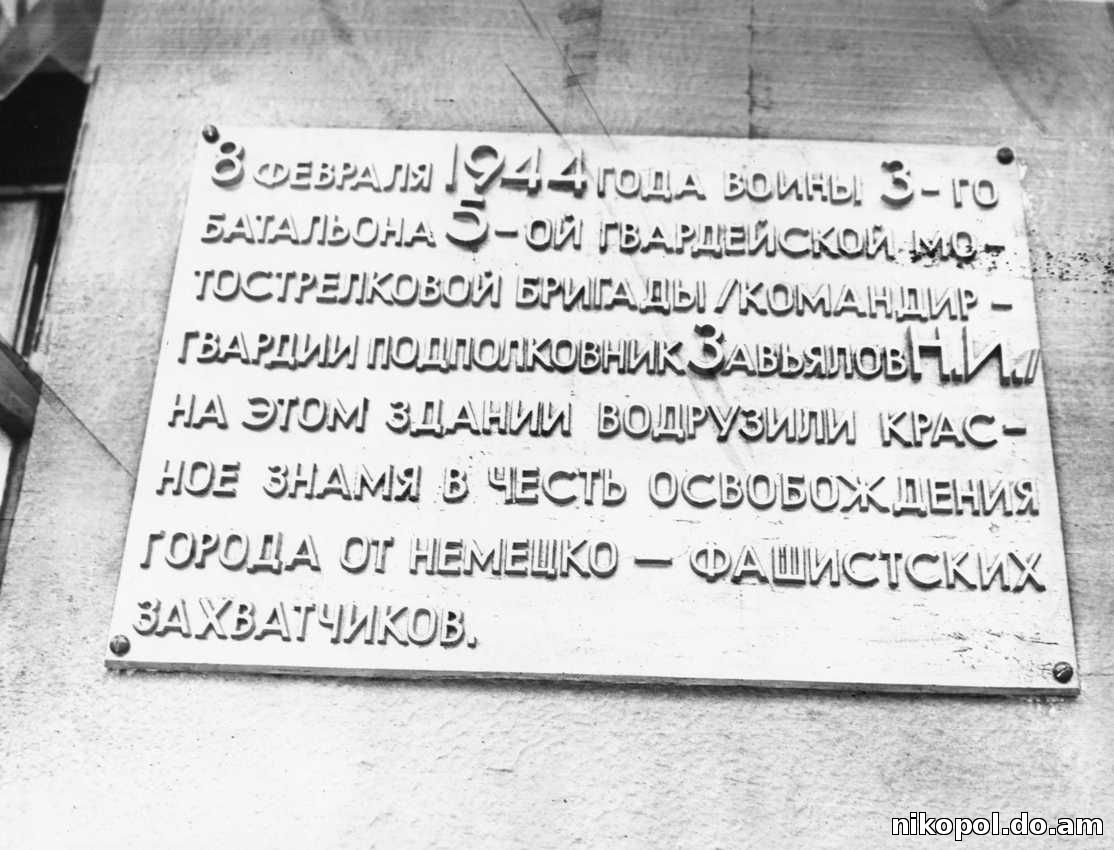 8 ФЕВРАЛЯ 1944 ГОДА ВОИНЫ 3-ГО
БАТАЛЬОНА 5-ОЙ ГВАРДЕЙСКОЙ МО-
ТОСТРЕЛКОВОЙ БРИГАДЫ /КОМАНДИР -
ГВАРДИИ ПОДПОЛКОВНИК ЗАВЬЯЛОВ Н.И./
НА ЭТОМ ЗДАНИИ ВОДРУЗИЛИ КРАС-
НОЕ ЗНАМЯ В ЧЕСТЬ ОСВОБОЖДЕНИЯ
ГОРОДА ОТ НЕМЕЦКО — ФАШИСТСКИХ
ЗАХВАТЧИКОВ.
nikopol.do.am